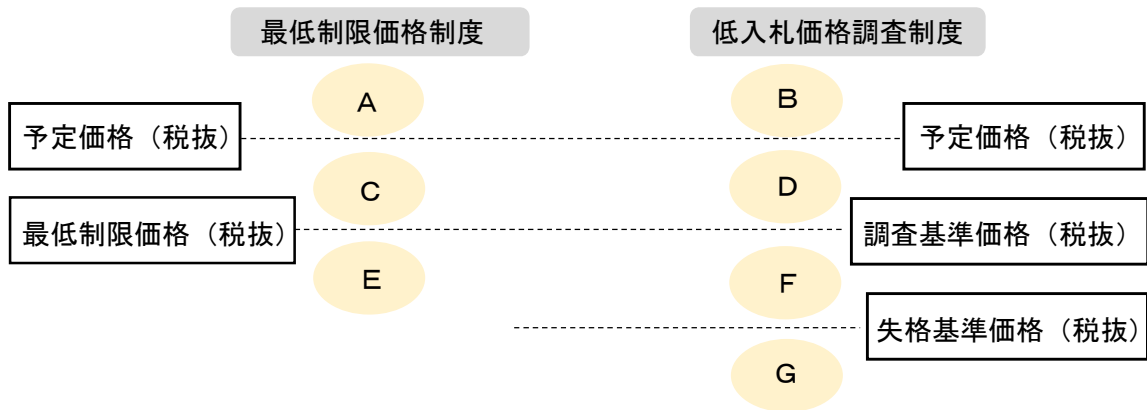 最低制限価格制度
低入札価格調査制度
A
B
予定価格（税抜）
予定価格（税抜）
C
D
最低制限価格（税抜）
調査基準価格（税抜）
E
F
失格基準価格（税抜）
G